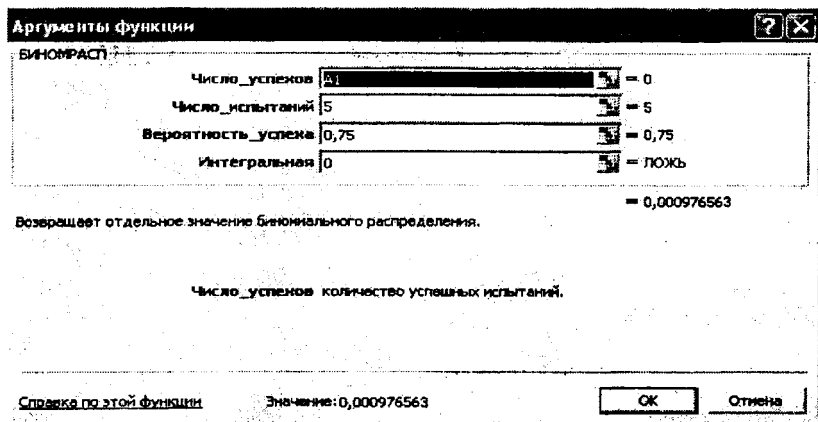 Аргументы функции
БИНОМРАСП
Число_успехов A1 = 0
Число_испытаний 5 = 5
Вероятность_успеха 0,75 = 0,75
Интегральная 0 = ЛОЖЬ
= 0,000976563
Возвращает отдельное значение биномиального распределения.
Число_успехов количество успешных испытаний.
Справка по этой функции Значение:0,000976563 OK Отмена